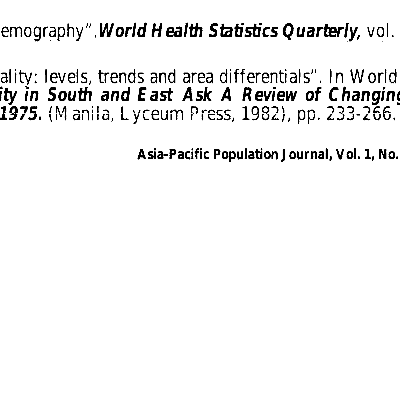 emography", World Health Statistics Quarterly, vol.
ality: levels, trends and area differentials". In World
ity in South and East Ask A Review of Changing
1975. (Manila, Lyceum Press, 1982), pp. 233-266.
Asia-Pacific Population Journal, Vol. 1, No.